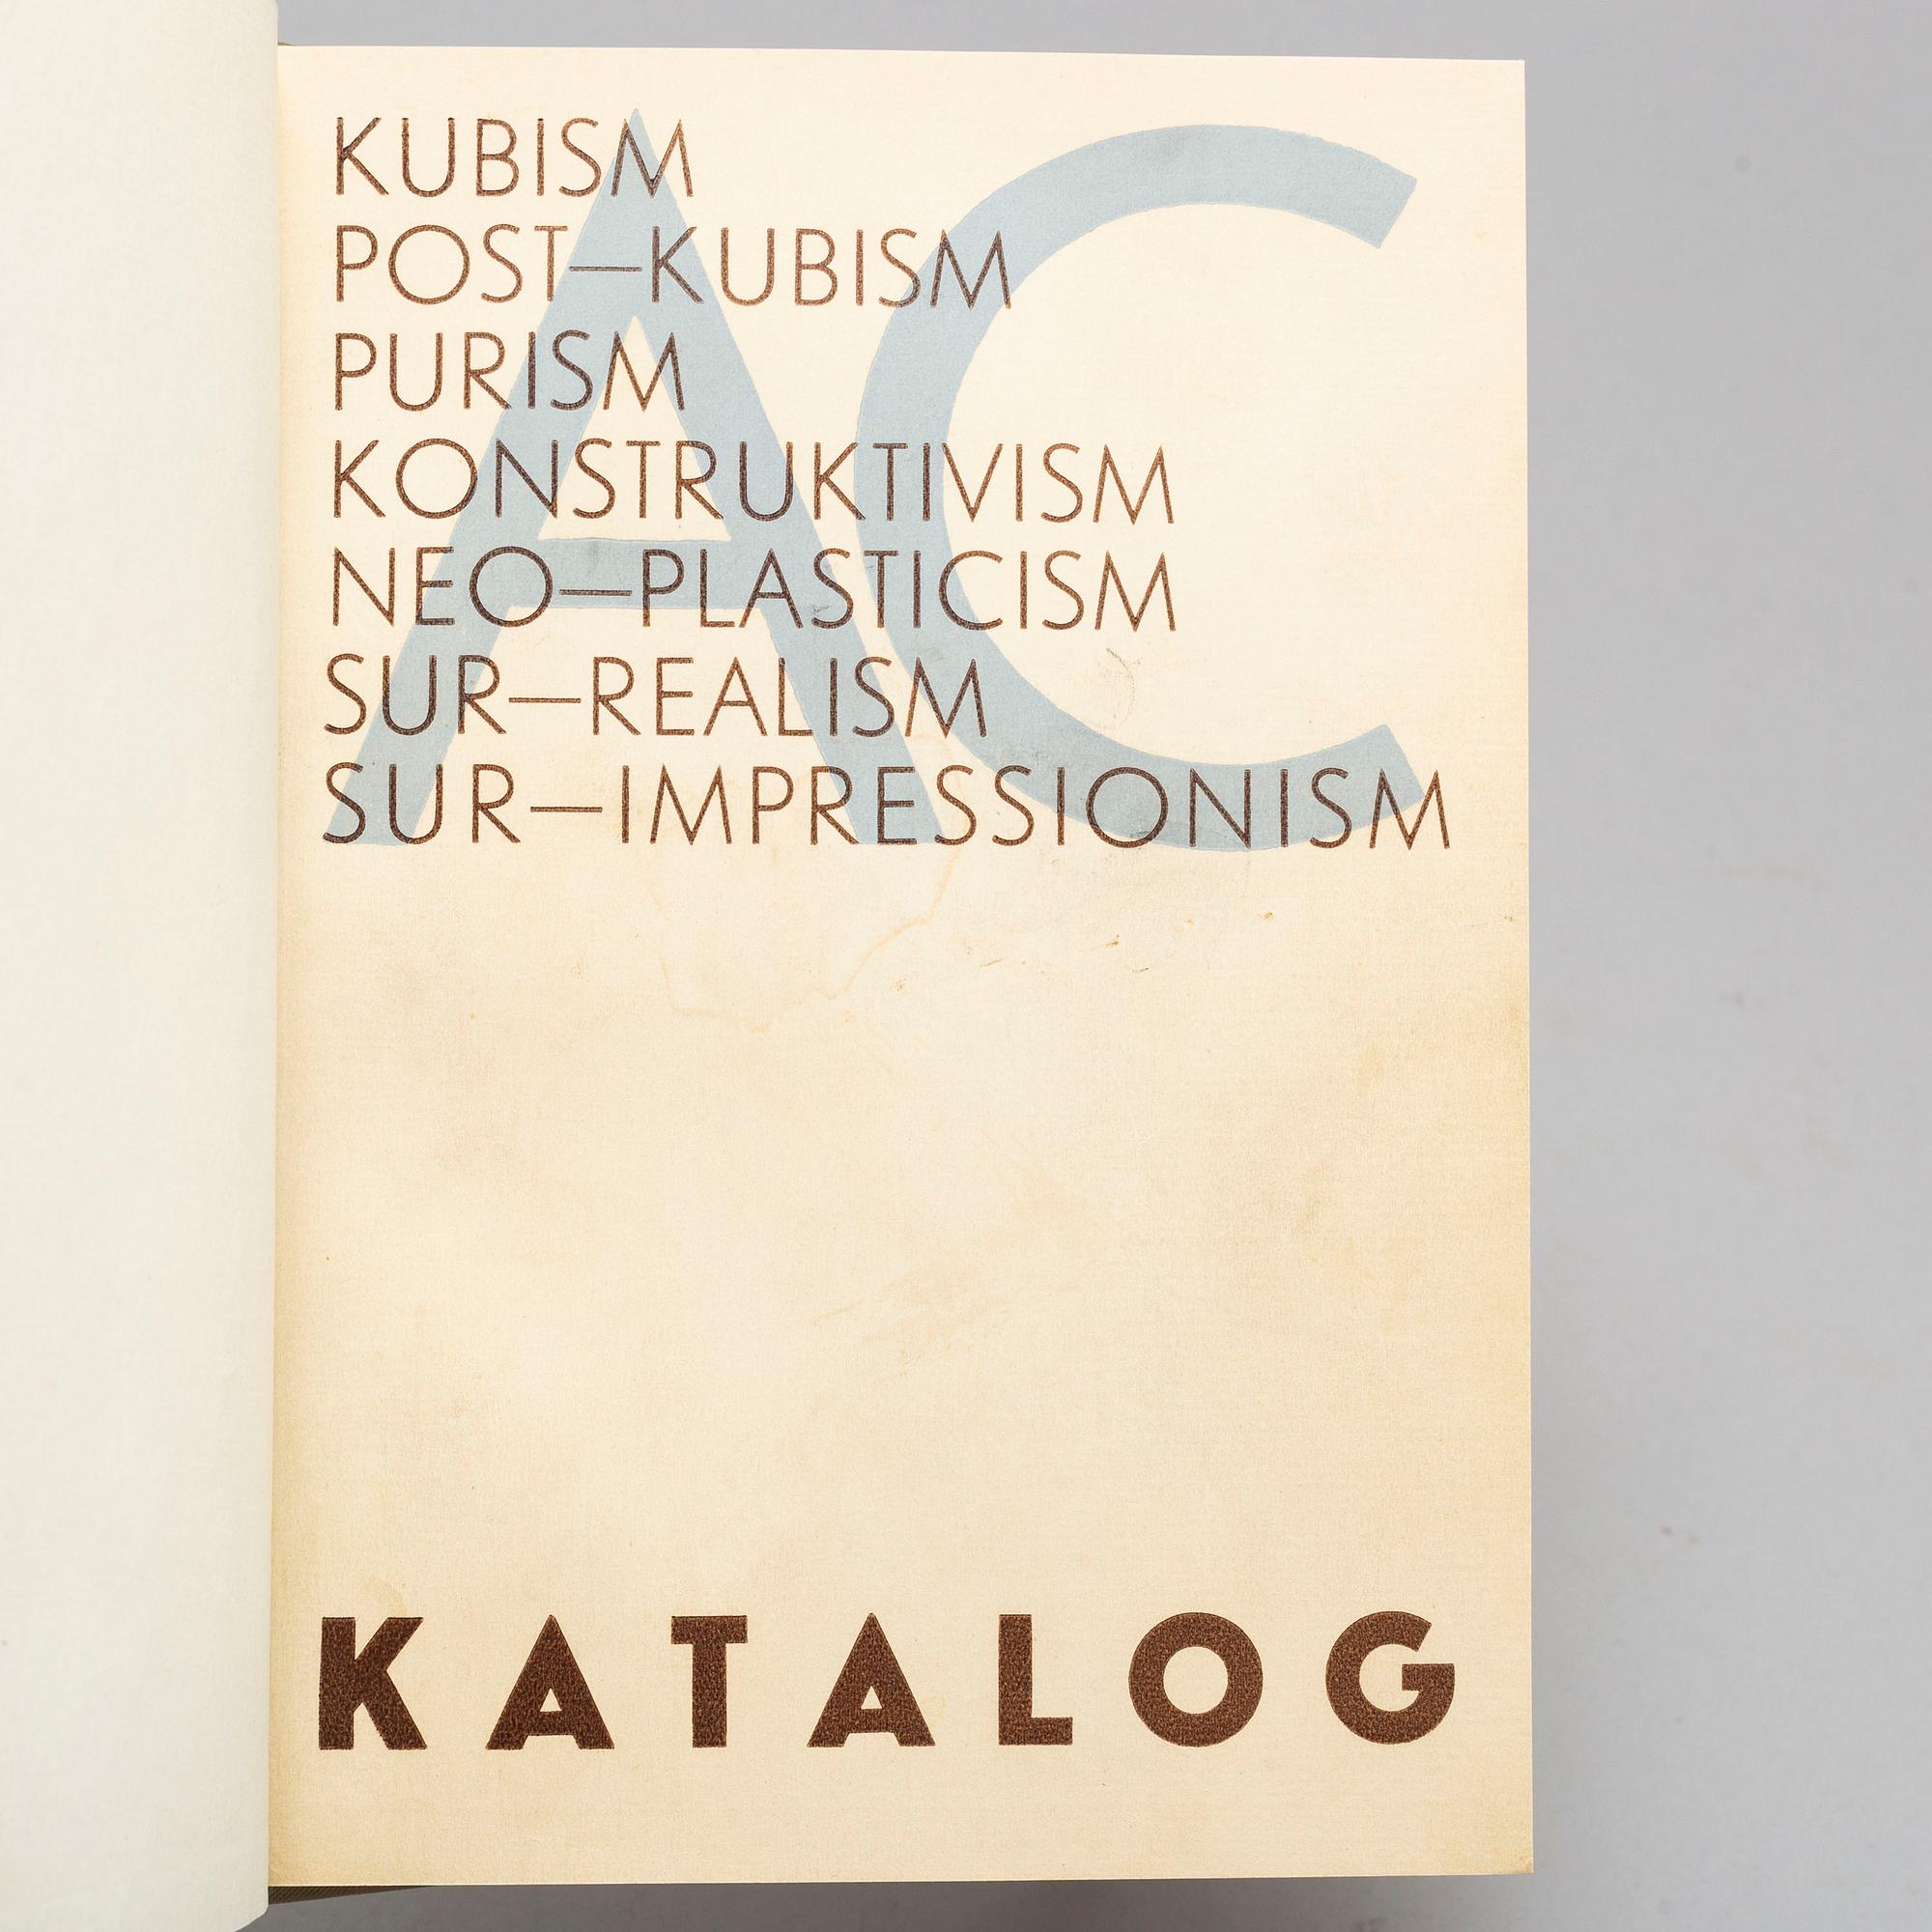 AC
KUBISM
POST—KUBISM
PURISM
KONSTRUKTIVISM
NEO—PLASTICISM
SUR—REALISM
SUR—IMPRESSIONISM
KATALOG